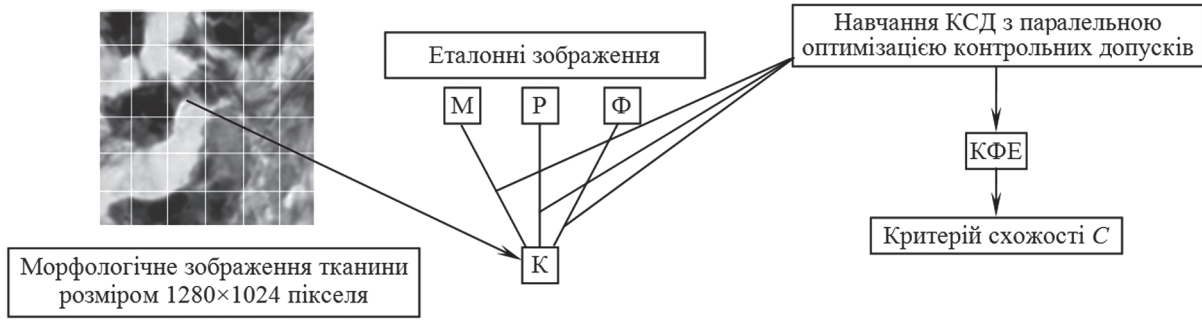 Морфологічне зображення тканини
розміром 1280×1024 пікселя
Еталонні зображення
М Р Ф
К
Навчання КСД з паралельною
оптимізацією контрольних допусків
КФЕ
Критерій схожості C